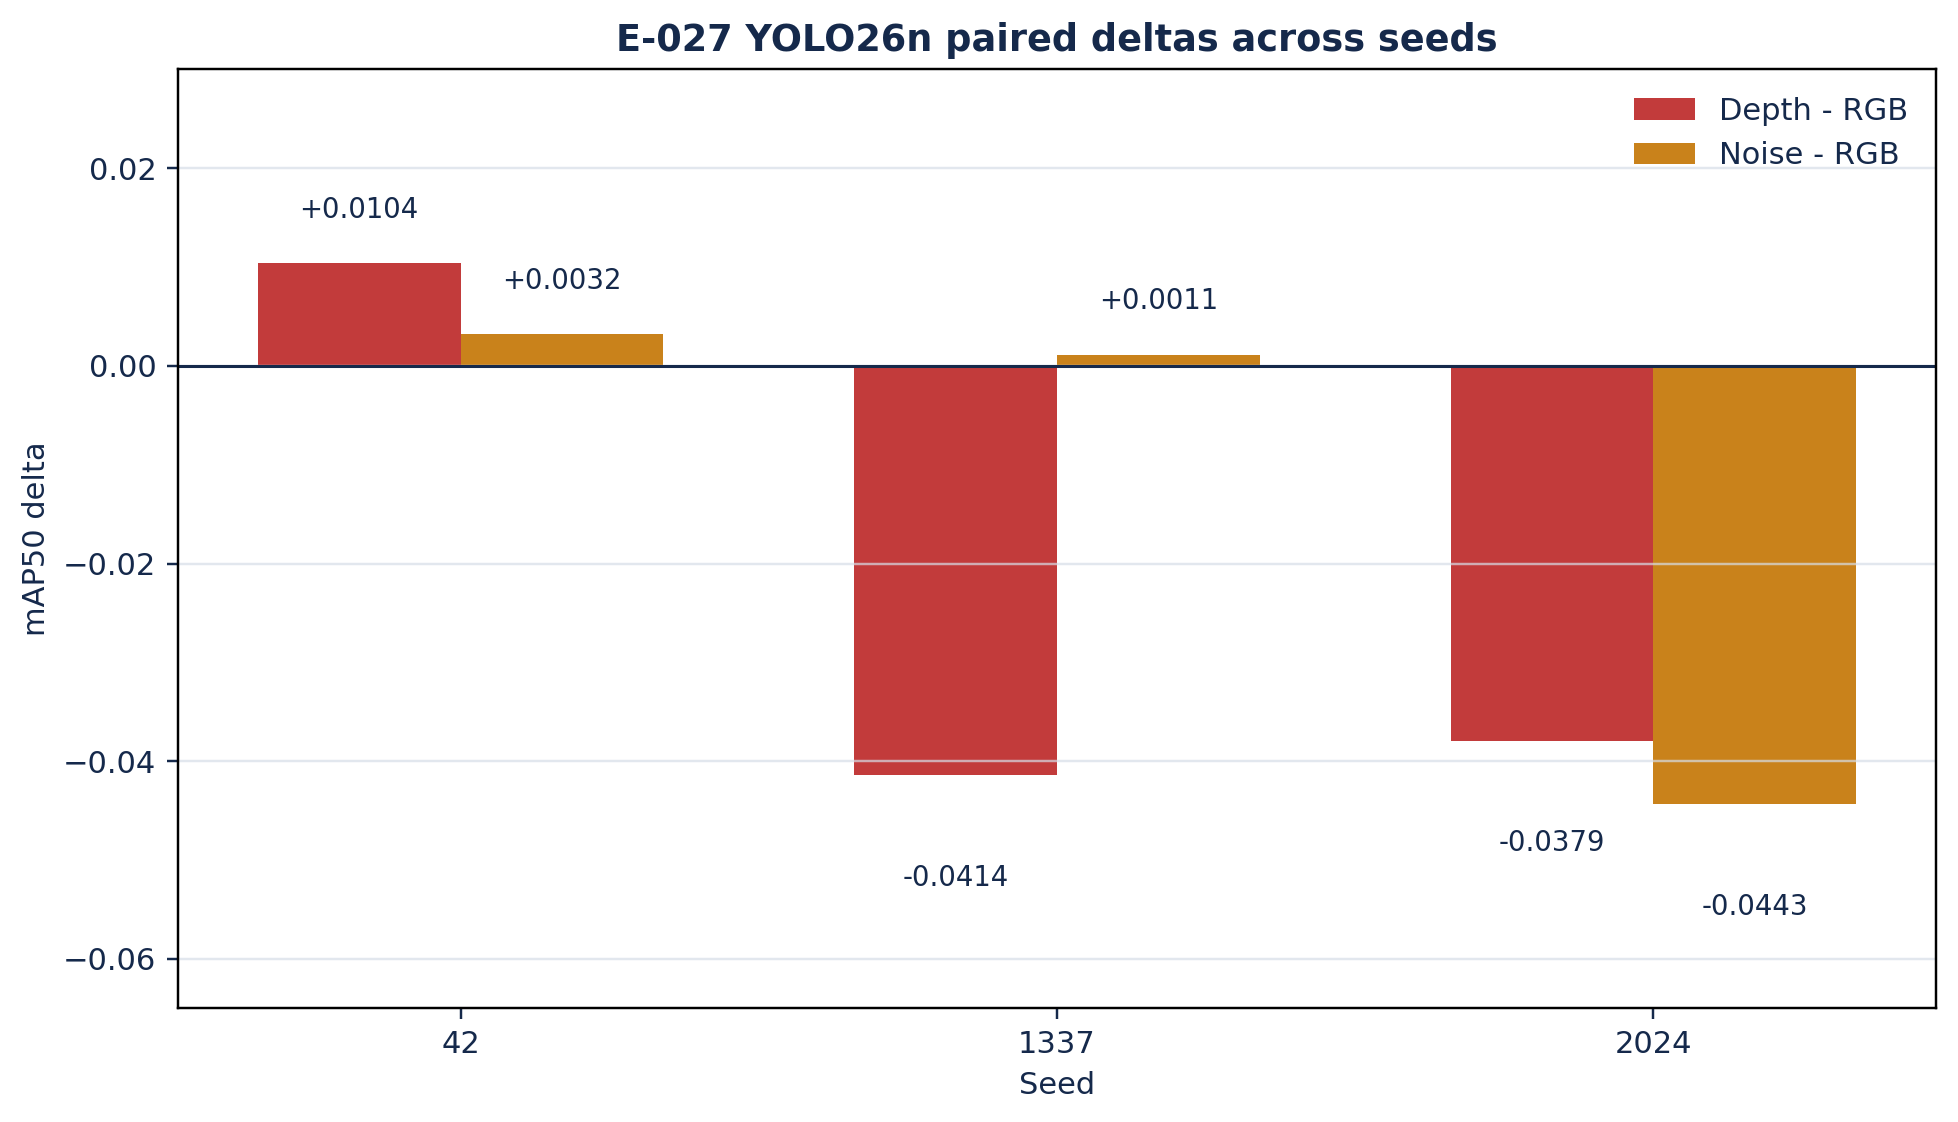 E-027 YOLO26n paired deltas across seeds
Depth - RGB
Noise - RGB
mAP50 delta
0.02
0.00
−0.02
−0.04
−0.06
+0.0104
+0.0032
+0.0011
-0.0414
-0.0379
-0.0443
42
1337
2024
Seed